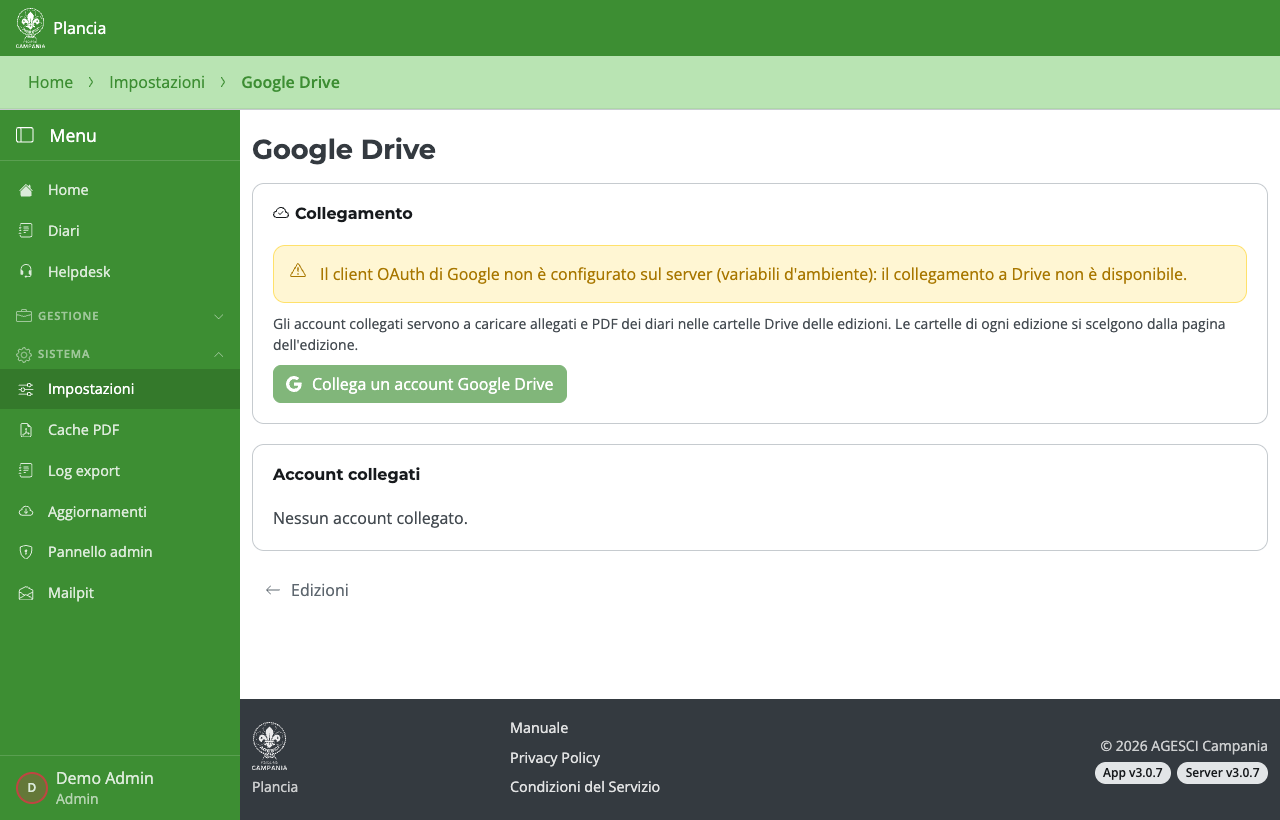 CAMPANIA
Plancia
Home
Impostazioni
Google Drive
Menu
Home
Diari
Helpdesk
GESTIONE
SISTEMA
Impostazioni
Cache PDF
Log export
Aggiornamenti
Pannello admin
Mailpit
D
Demo Admin
Admin
Google Drive
Collegamento
Il client OAuth di Google non è configurato sul server (variabili d'ambiente): il collegamento a Drive non è disponibile.
Gli account collegati servono a caricare allegati e PDF dei diari nelle cartelle Drive delle edizioni. Le cartelle di ogni edizione si scelgono dalla pagina
dell'edizione.
Collega un account Google Drive
Account collegati
Nessun account collegato.
Edizioni
CAMPANIA
Plancia
Manuale
Privacy Policy
Condizioni del Servizio
© 2026 AGESCI Campania
App v3.0.7
Server v3.0.7